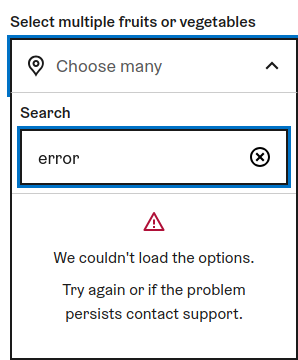 Select multiple fruits or vegetables
Choose many
Search
error
We couldn't load the options.
Try again or if the problem
persists contact support.